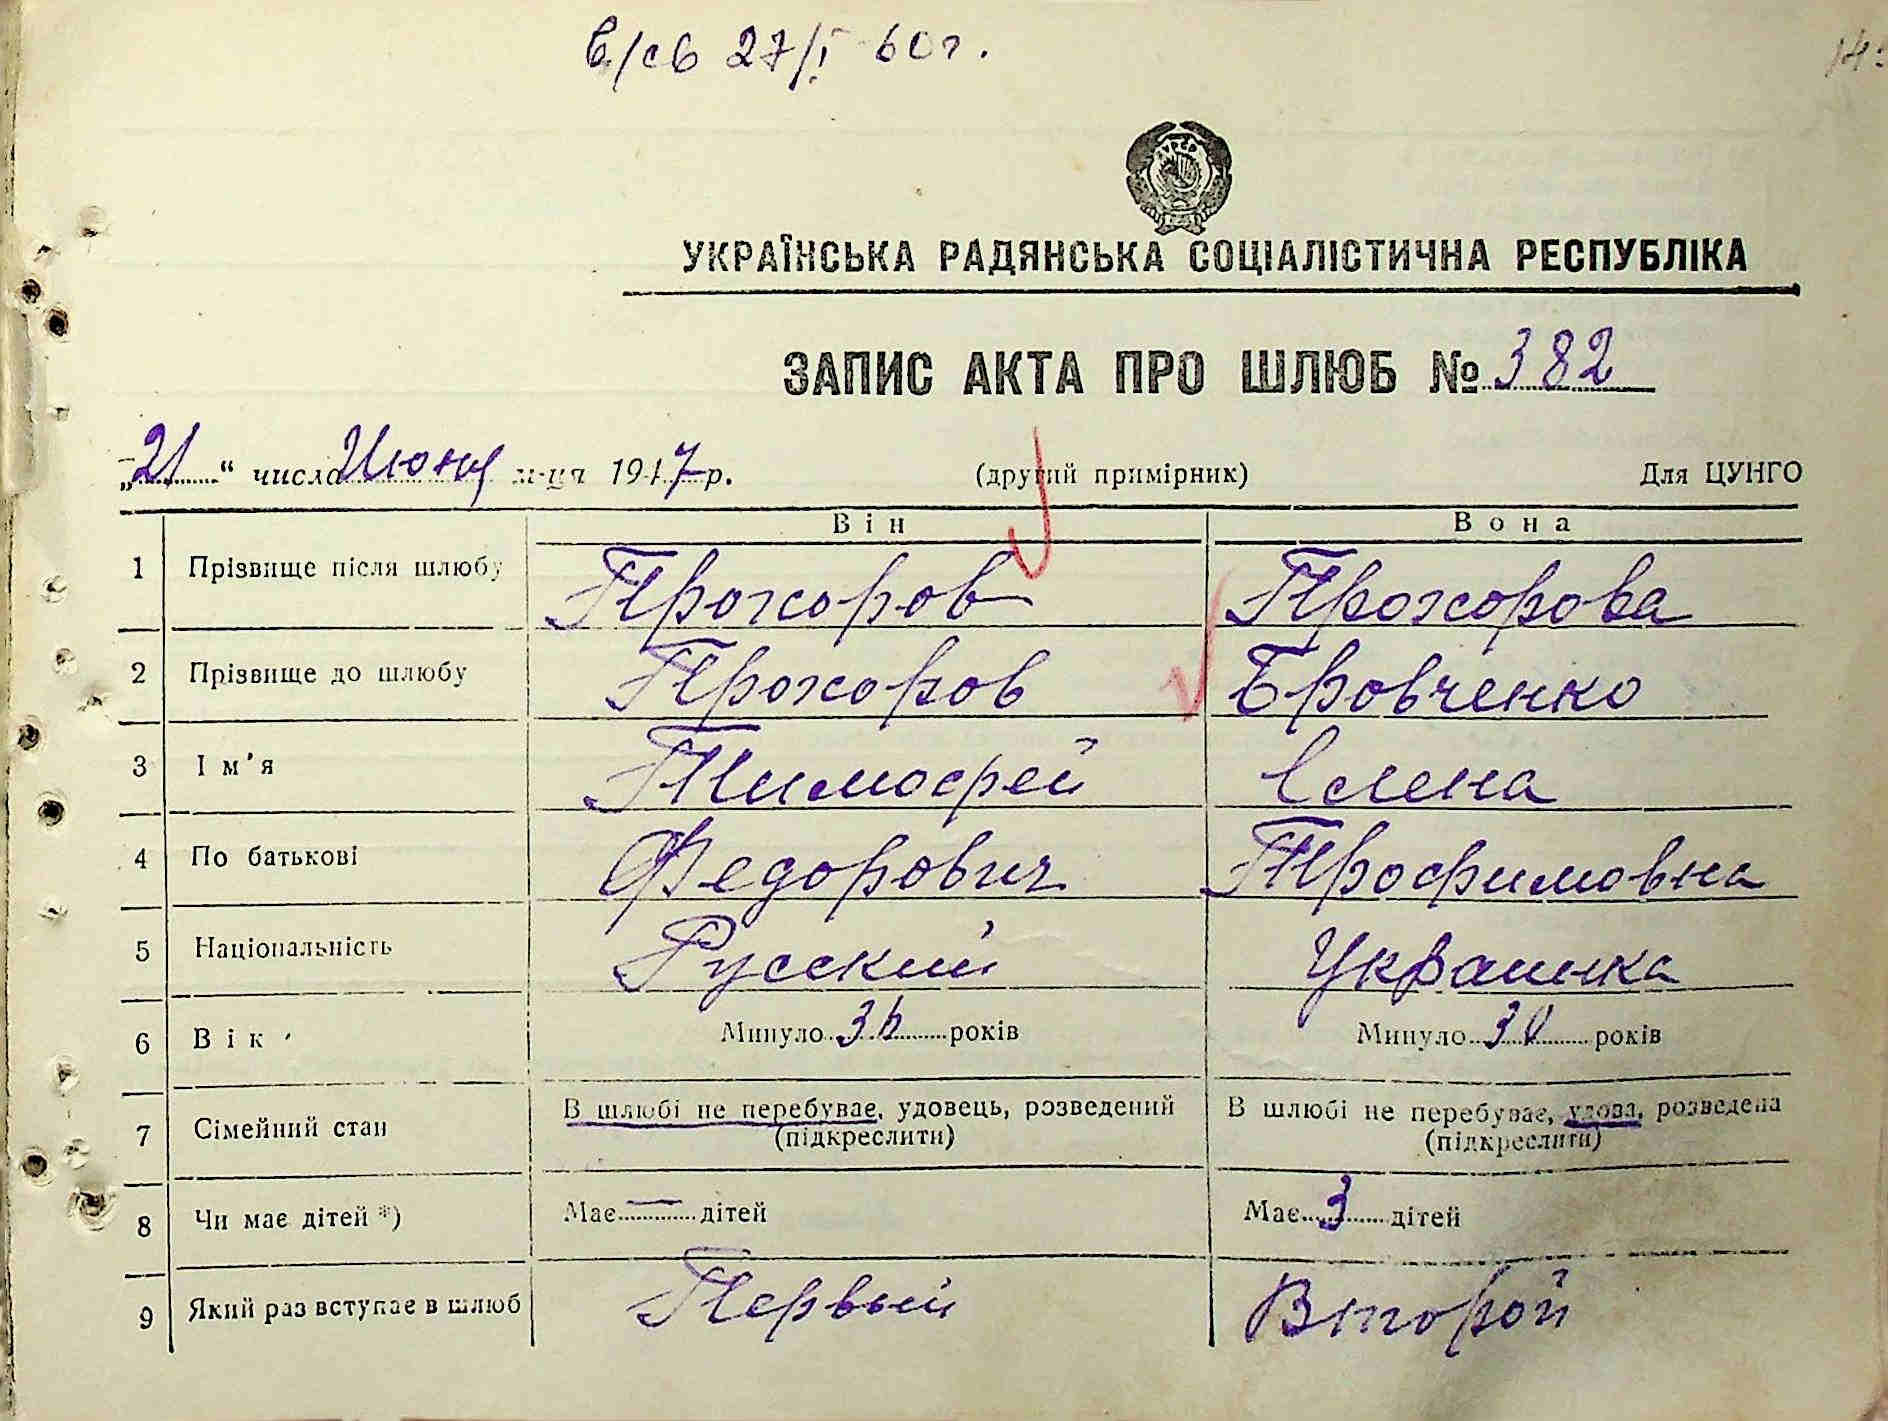 в/св 27/I 60 г.
14
УРСР
УКРАЇНСЬКА РАДЯНСЬКА СОЦІАЛІСТИЧНА РЕСПУБЛІКА
ЗАПИС АКТА ПРО ШЛЮБ № 382
„21“ числа Июня м-ця 1947 р. (другий примірник) Для ЦУНГО
Він Вона
1 Прізвище після шлюбу Прохоров Прохорова
2 Прізвище до шлюбу Прохоров Бровченко
3 Ім’я Тимофей Елена
4 По батькові Федорович Трофимовна
5 Національність Русский Украинка
6 Вік Минуло 36 років Минуло 30 років
7 Сімейний стан В шлюбі не перебуває, удовець, розведений В шлюбі не перебуває, удова, розведена
(підкреслити) (підкреслити)
8 Чи має дітей *) Має — дітей Має 3 дітей
9 Який раз вступає в шлюб Первый Второй